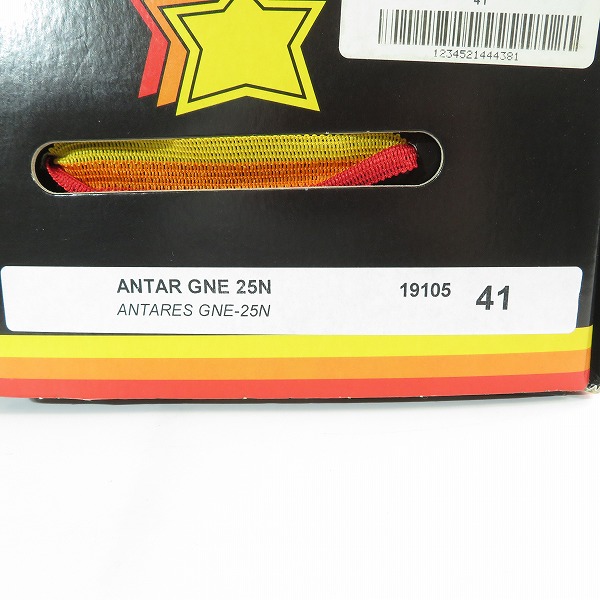 41
1234521444381
ANTAR GNE 25N 19105 41
ANTARES GNE-25N